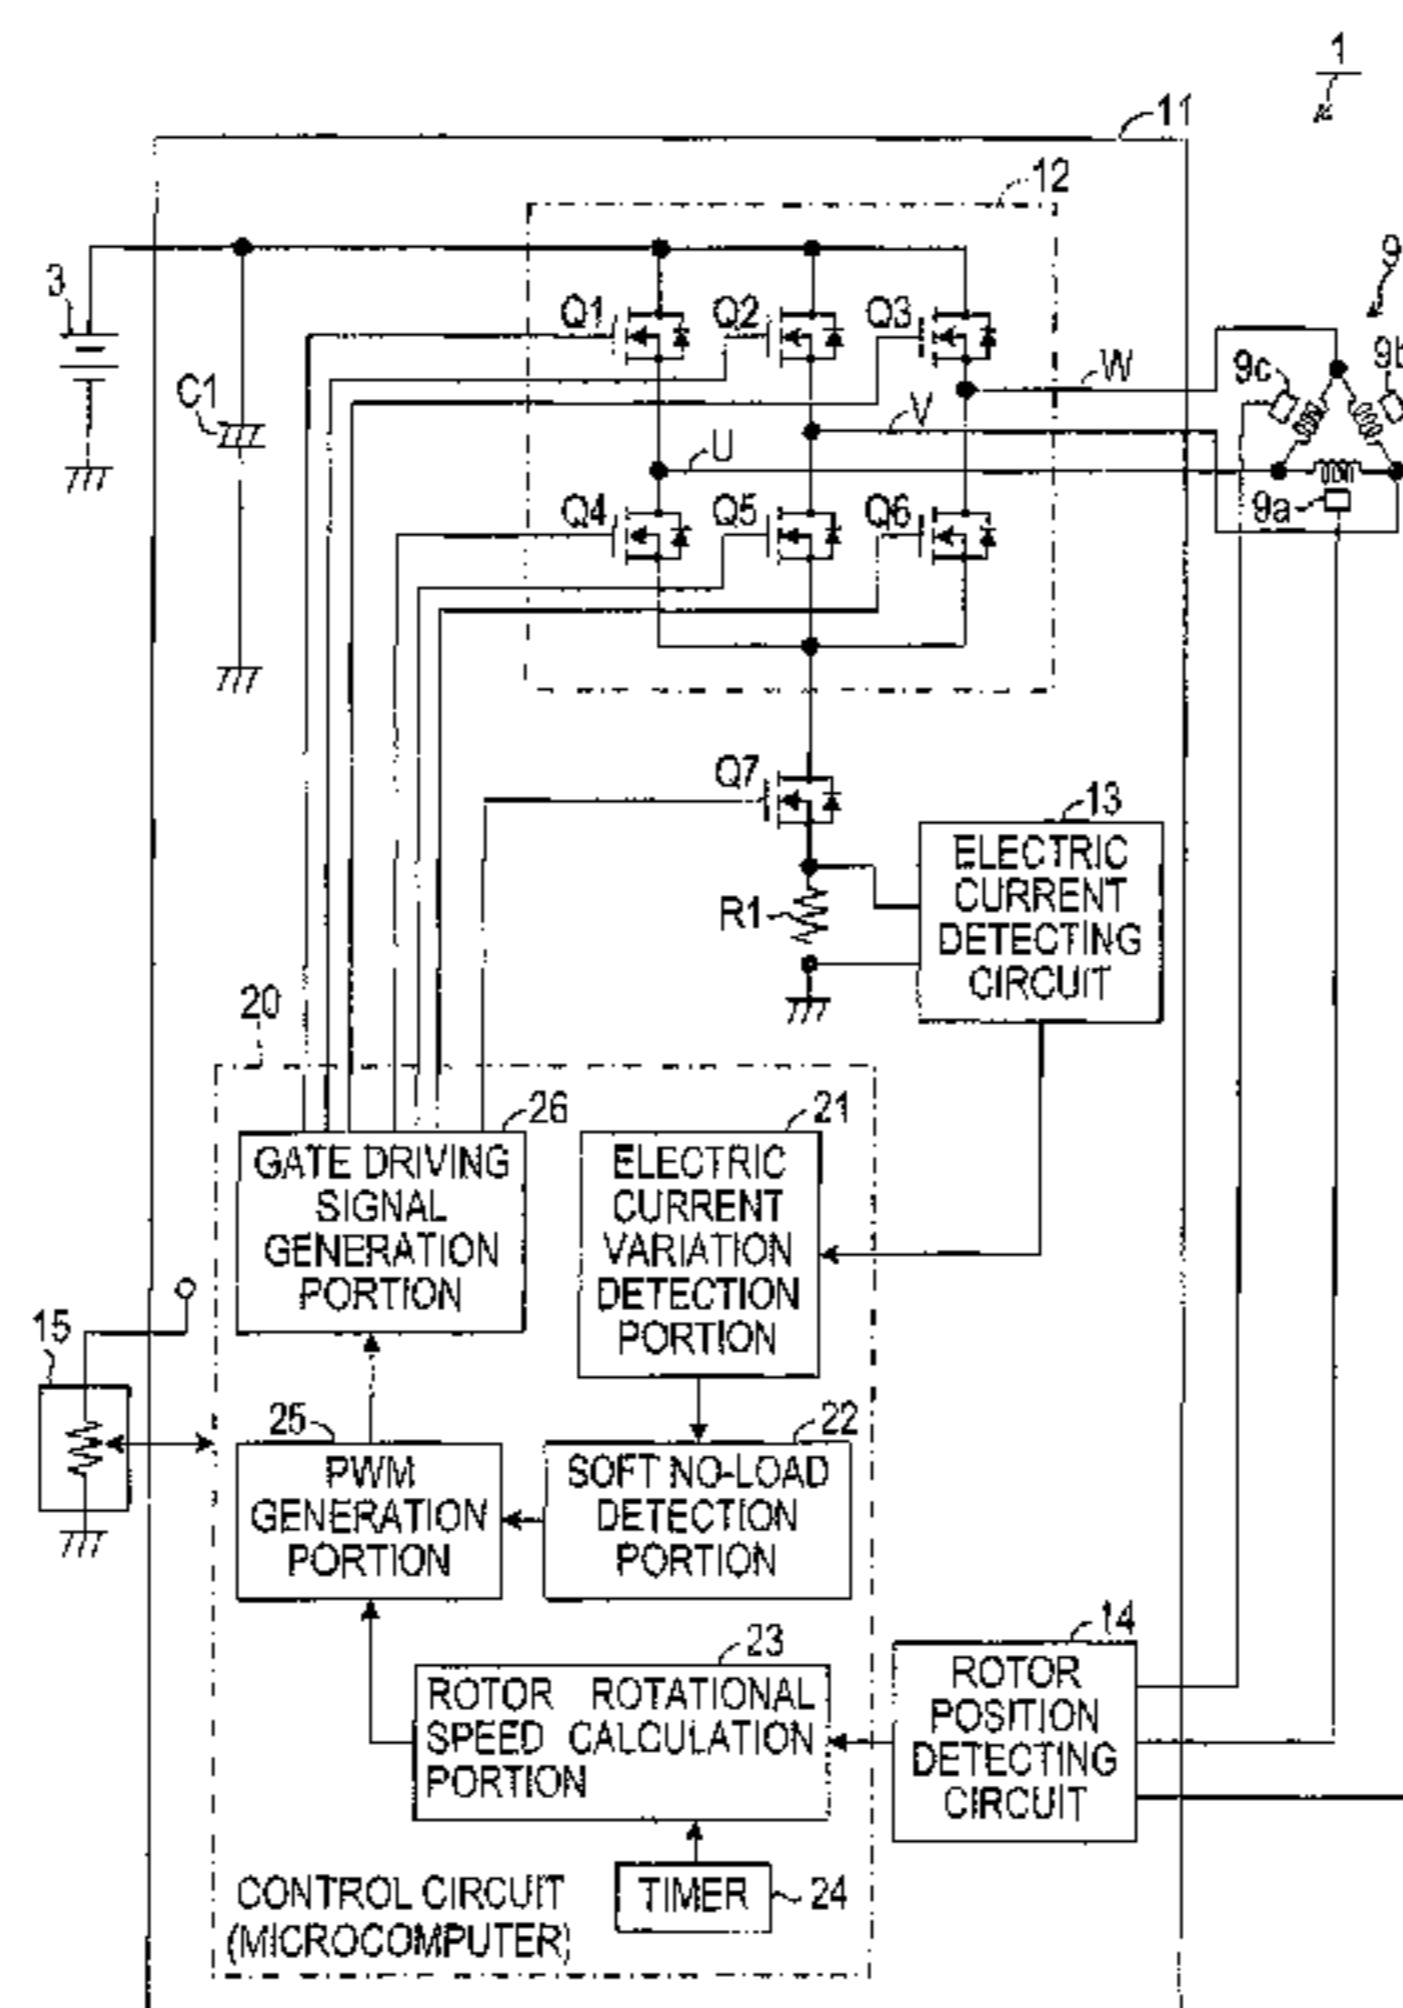 1
11
12
3
Q1
Q2
Q3
9
9c
9b
W
C1
V
U
9a
Q4
Q5
Q6
Q7
13
ELECTRIC
CURRENT
DETECTING
CIRCUIT
R1
20
26
GATE DRIVING
SIGNAL
GENERATION
PORTION
21
ELECTRIC
CURRENT
VARIATION
DETECTION
PORTION
15
25
PWM
GENERATION
PORTION
22
SOFT NO-LOAD
DETECTION
PORTION
23
ROTOR ROTATIONAL
SPEED CALCULATION
PORTION
14
ROTOR
POSITION
DETECTING
CIRCUIT
TIMER
24
CONTROL CIRCUIT
(MICROCOMPUTER)